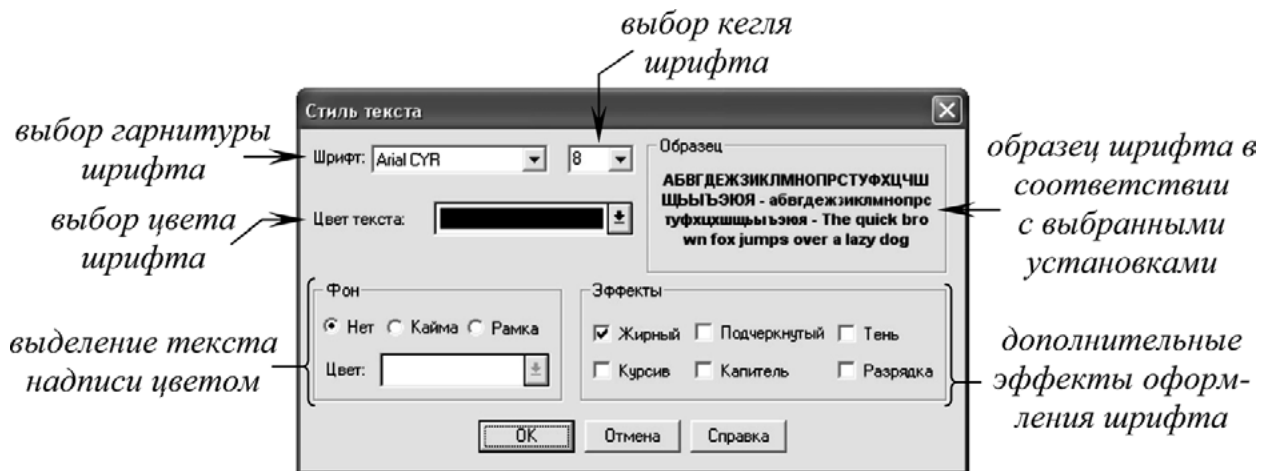 выбор кегля
шрифта
Стиль текста
выбор гарнитуры
шрифта
Шрифт: Arial CYR 8
выбор цвета
шрифта
Цвет текста:
Образец
АБВГДЕЖЗИКЛМНОПРСТУФХЦЧШ
ЩЬЫЪЭЮЯ - абвгдежзиклмнопрс
туфхцхшщьыъэюя - The quick bro
wn fox jumps over a lazy dog
образец шрифта в
соответствии
с выбранными
установками
выделение текста
надписи цветом
Фон
Нет Кайма Рамка
Цвет:
Эффекты
Жирный Подчеркнутый Тень
Курсив Капитель Разрядка
дополнительные
эффекты оформ-
ления шрифта
OK Отмена Справка